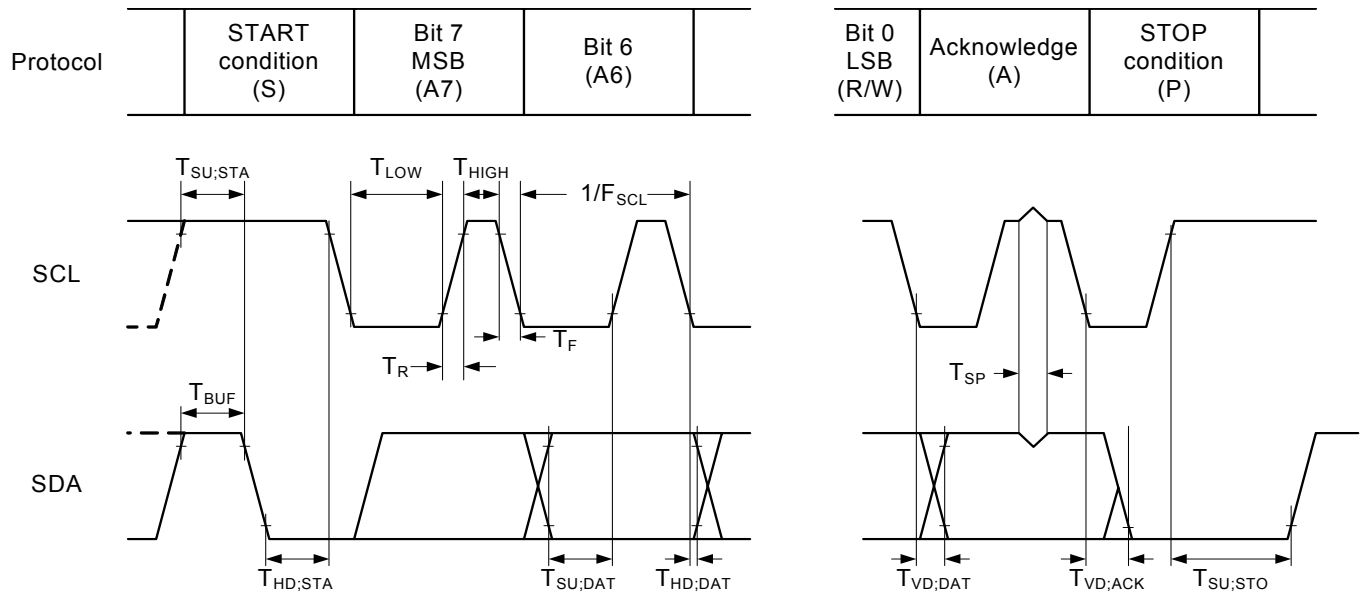 Protocol
START
condition
(S)
Bit 7
MSB
(A7)
Bit 6
(A6)
Bit 0
LSB
(R/W)
Acknowledge
(A)
STOP
condition
(P)
TSU;STA
TLOW
THIGH
1/FSCL
SCL
TF
TR
TSP
TBUF
SDA
THD;STA
TSU;DAT
THD;DAT
TVD;DAT
TVD;ACK
TSU;STO